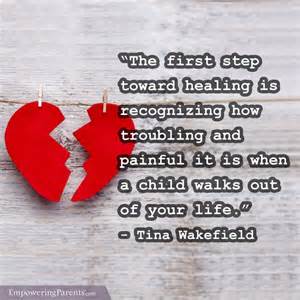 “The first step
toward healing is
recognizing how
troubling and
painful it is when
a child walks out
of your life.”
- Tina Wakefield
EmpoweringParents.com